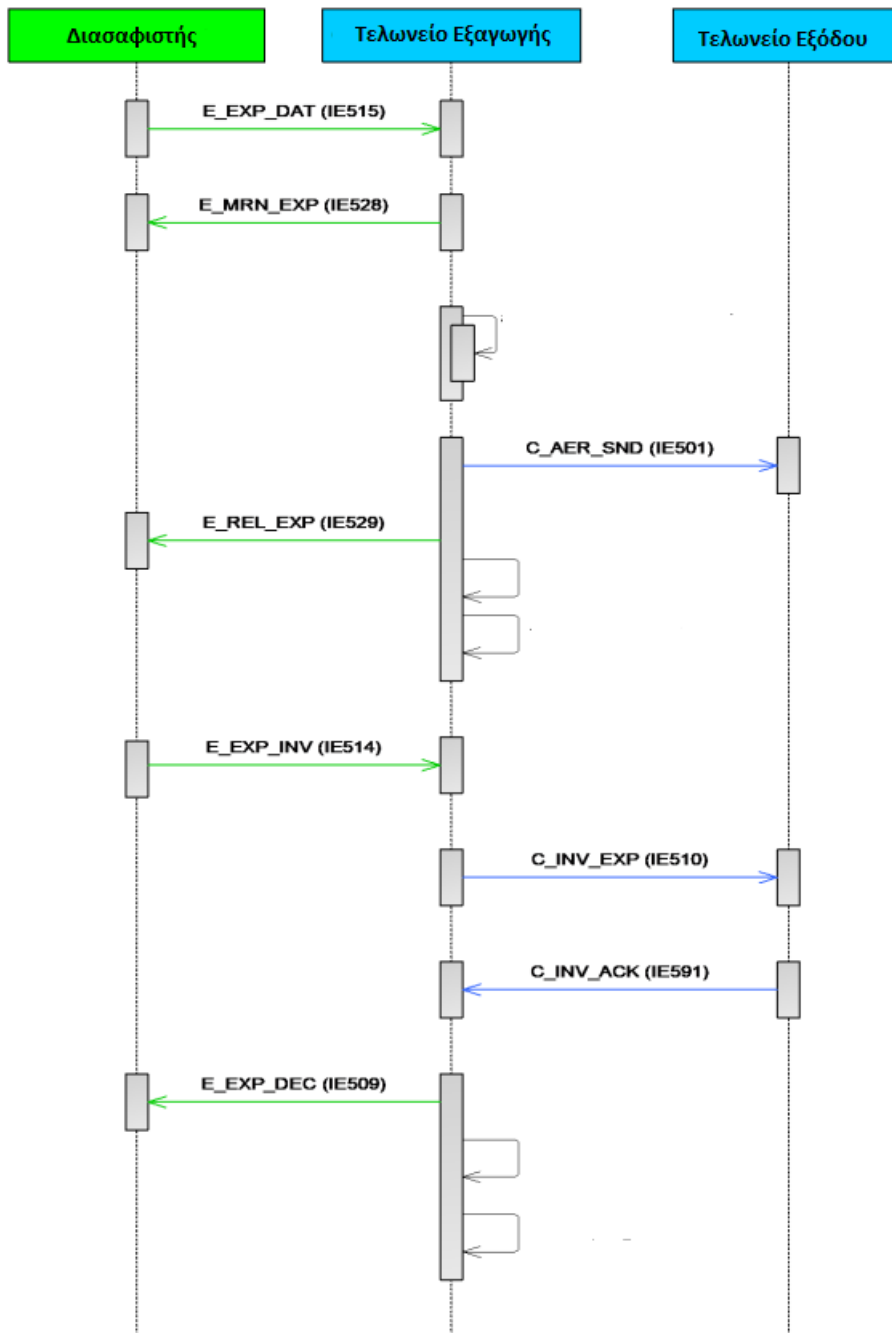 Διασαφιστής
Τελωνείο Εξαγωγής
Τελωνείο Εξόδου
E_EXP_DAT (IE515)
E_MRN_EXP (IE528)
C_AER_SND (IE501)
E_REL_EXP (IE529)
E_EXP_INV (IE514)
C_INV_EXP (IE510)
C_INV_ACK (IE591)
E_EXP_DEC (IE509)